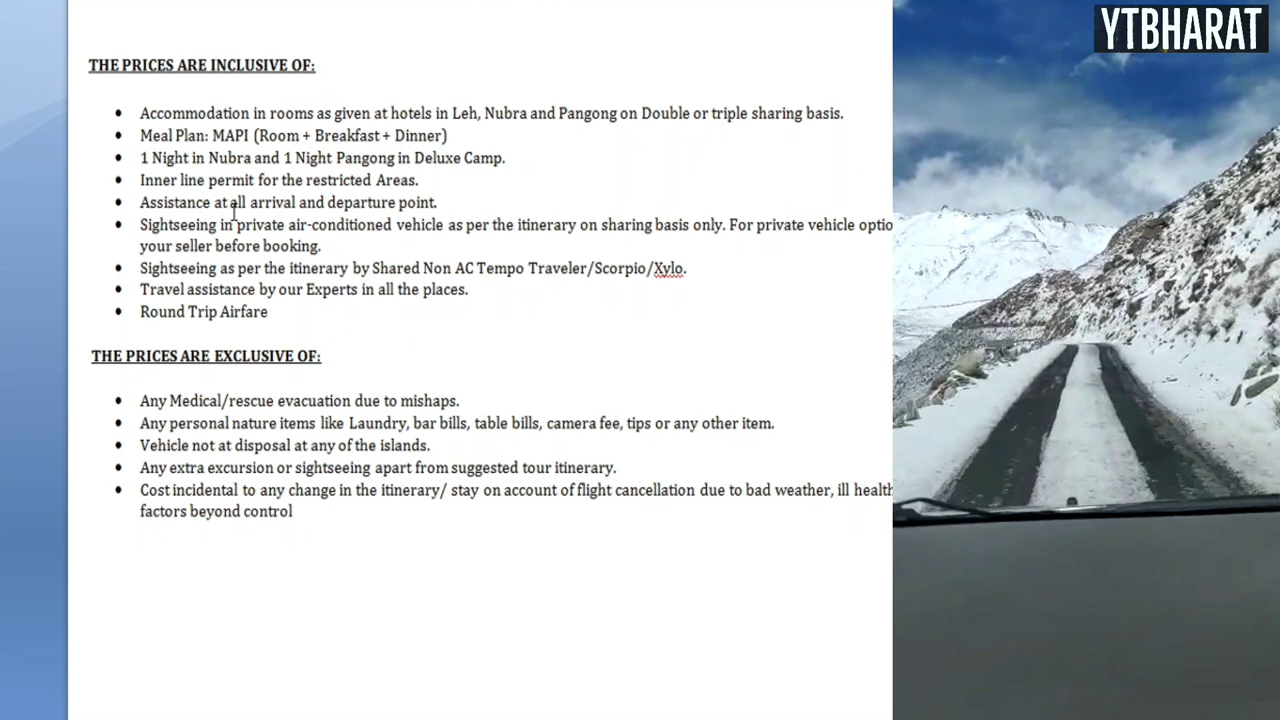 YTBHARAT
THE PRICES ARE INCLUSIVE OF:
• Accommodation in rooms as given at hotels in Leh, Nubra and Pangong on Double or triple sharing basis.
• Meal Plan: MAPI (Room + Breakfast + Dinner)
• 1 Night in Nubra and 1 Night Pangong in Deluxe Camp.
• Inner line permit for the restricted Areas.
• Assistance at all arrival and departure point.
• Sightseeing in private air-conditioned vehicle as per the itinerary on sharing basis only. For private vehicle optio
your seller before booking.
• Sightseeing as per the itinerary by Shared Non AC Tempo Traveler/Scorpio/Xylo.
• Travel assistance by our Experts in all the places.
• Round Trip Airfare
THE PRICES ARE EXCLUSIVE OF:
• Any Medical/rescue evacuation due to mishaps.
• Any personal nature items like Laundry, bar bills, table bills, camera fee, tips or any other item.
• Vehicle not at disposal at any of the islands.
• Any extra excursion or sightseeing apart from suggested tour itinerary.
• Cost incidental to any change in the itinerary/ stay on account of flight cancellation due to bad weather, ill health
factors beyond control